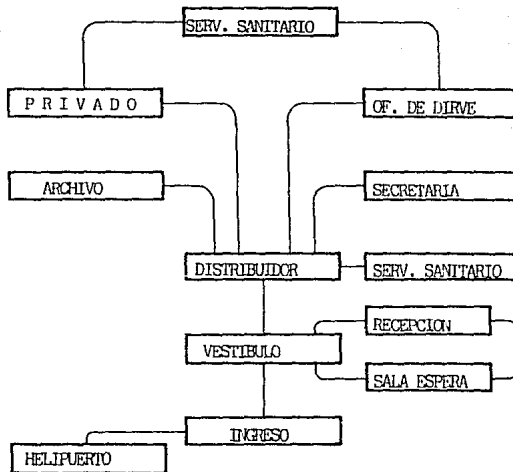 SERV. SANITARIO
P R I V A D O
OF. DE DIRVE
ARCHIVO
SECRETARIA
DISTRIBUIDOR
SERV. SANITARIO
RECEPCION
VESTIBULO
SALA ESPERA
INGRESO
HELIPUERTO